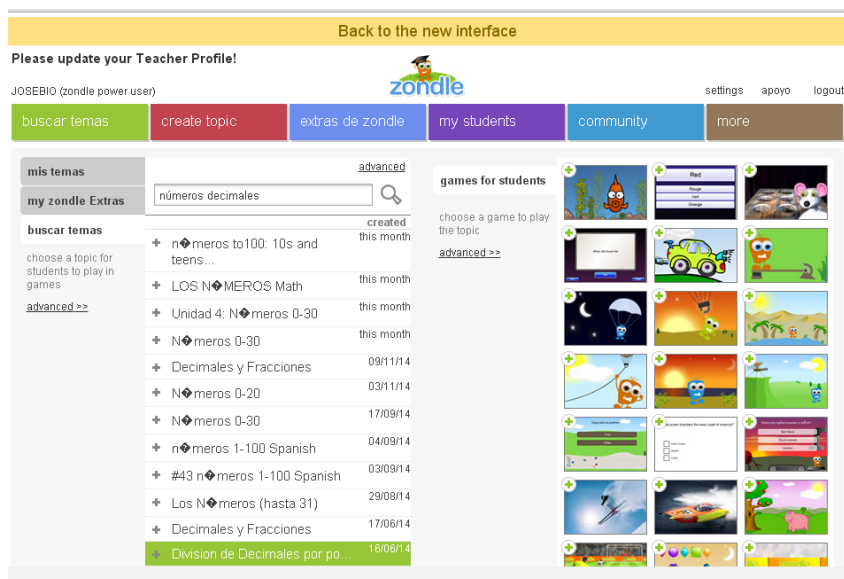 Back to the new interface
Please update your Teacher Profile!
zondle
JOSEBIO (zondle power user)
settings apoyo logout
buscar temas create topic extras de zondle my students community more
mis temas
my zondle Extras
buscar temas
choose a topic for
students to play in
games
advanced >>
advanced
números decimales
created
n�meros to100: 10s and
teens... this month
LOS N�MEROS Math this month
Unidad 4: N�meros 0-30 this month
N�meros 0-30 this month
Decimales y Fracciones 09/11/14
N�meros 0-20 03/11/14
N�meros 0-30 17/09/14
n�meros 1-100 Spanish 04/09/14
#43 n�meros 1-100 Spanish 03/09/14
Los N�meros (hasta 31) 29/08/14
Decimales y Fracciones 17/06/14
Division de Decimales por po... 16/06/14
games for students
choose a game to play
the topic
advanced >>
Red
Rouge
Vert
Orange